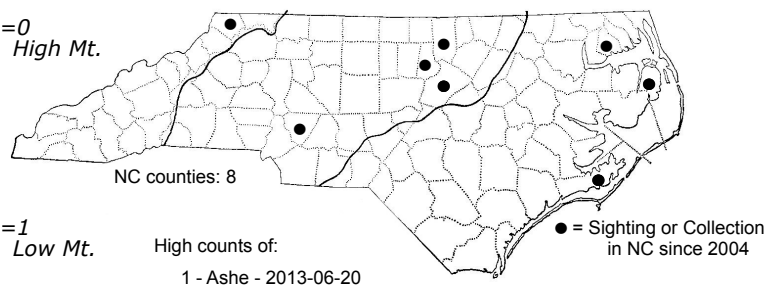 =0
High Mt.
NC counties: 8
=1
Low Mt.
High counts of:
1 - Ashe - 2013-06-20
● = Sighting or Collection
in NC since 2004